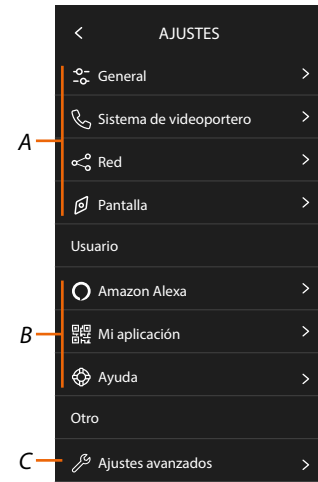 AJUSTES
General
Sistema de videoportero
A
Red
Pantalla
Usuario
Amazon Alexa
B
Mi aplicación
Ayuda
Otro
C
Ajustes avanzados